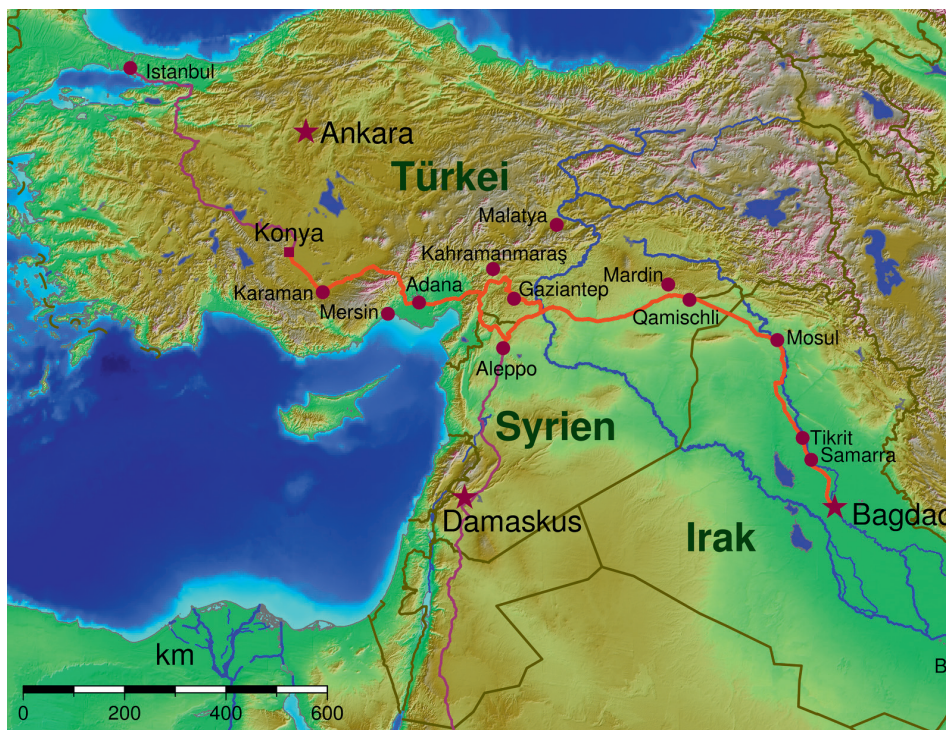 Istanbul
Ankara
Türkei
Malatya
Konya
Kahramanmaraş
Mardin
Adana
Gaziantep
Karaman
Mersin
Qamischli
Mosul
Aleppo
Syrien
Tikrit
Samarra
Damaskus
Bagdad
Irak
km
B
0 200 400 600